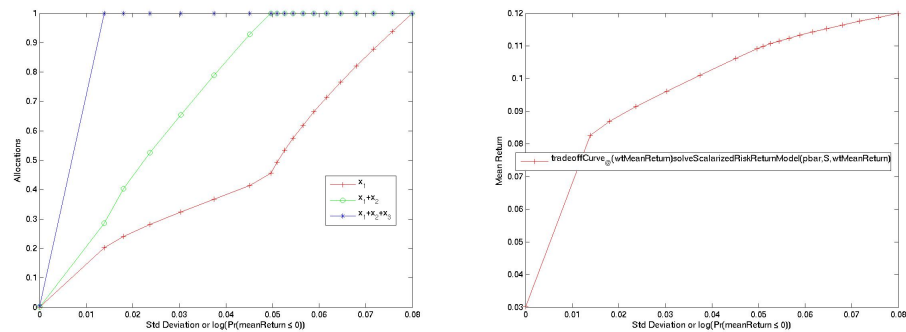 1
0.9
0.8
0.7
0.6
0.5
0.4
0.3
0.2
0.1
0
Allocations
x1
x1+x2
x1+x2+x3
0 0.01 0.02 0.03 0.04 0.05 0.06 0.07 0.08
Std Deviation or log(Pr(meanReturn ≤ 0))
0.12
0.11
0.1
0.09
0.08
0.07
0.06
0.05
0.04
0.03
Mean Return
tradeoffCurve@(wtMeanReturn)solveScalarizedRiskReturnModel(pbar,S,wtMeanReturn)
0 0.01 0.02 0.03 0.04 0.05 0.06 0.07 0.08
Std Deviation or log(Pr(meanReturn ≤ 0))